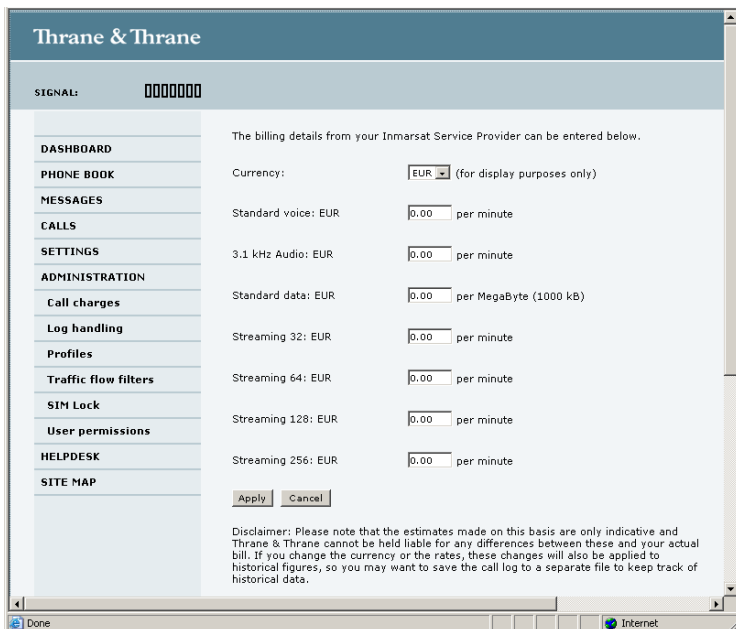 Thrane & Thrane
SIGNAL:
The billing details from your Inmarsat Service Provider can be entered below.
DASHBOARD
PHONE BOOK
MESSAGES
CALLS
SETTINGS
ADMINISTRATION
Call charges
Log handling
Profiles
Traffic flow filters
SIM Lock
User permissions
HELPDESK
SITE MAP
Currency: EUR (for display purposes only)
Standard voice: EUR 0.00 per minute
3.1 kHz Audio: EUR 0.00 per minute
Standard data: EUR 0.00 per MegaByte (1000 kB)
Streaming 32: EUR 0.00 per minute
Streaming 64: EUR 0.00 per minute
Streaming 128: EUR 0.00 per minute
Streaming 256: EUR 0.00 per minute
Apply Cancel
Disclaimer: Please note that the estimates made on this basis are only indicative and
Thrane & Thrane cannot be held liable for any differences between these and your actual
bill. If you change the currency or the rates, these changes will also be applied to
historical figures, so you may want to save the call log to a separate file to keep track of
historical data.
Done Internet